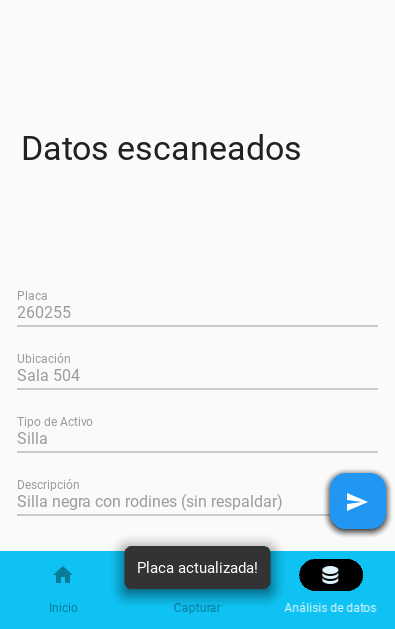 Datos escaneados
Placa
260255
Ubicación
Sala 504
Tipo de Activo
Silla
Descripción
Silla negra con rodines (sin respaldar)
Placa actualizada!
Inicio
Capturar
Análisis de datos